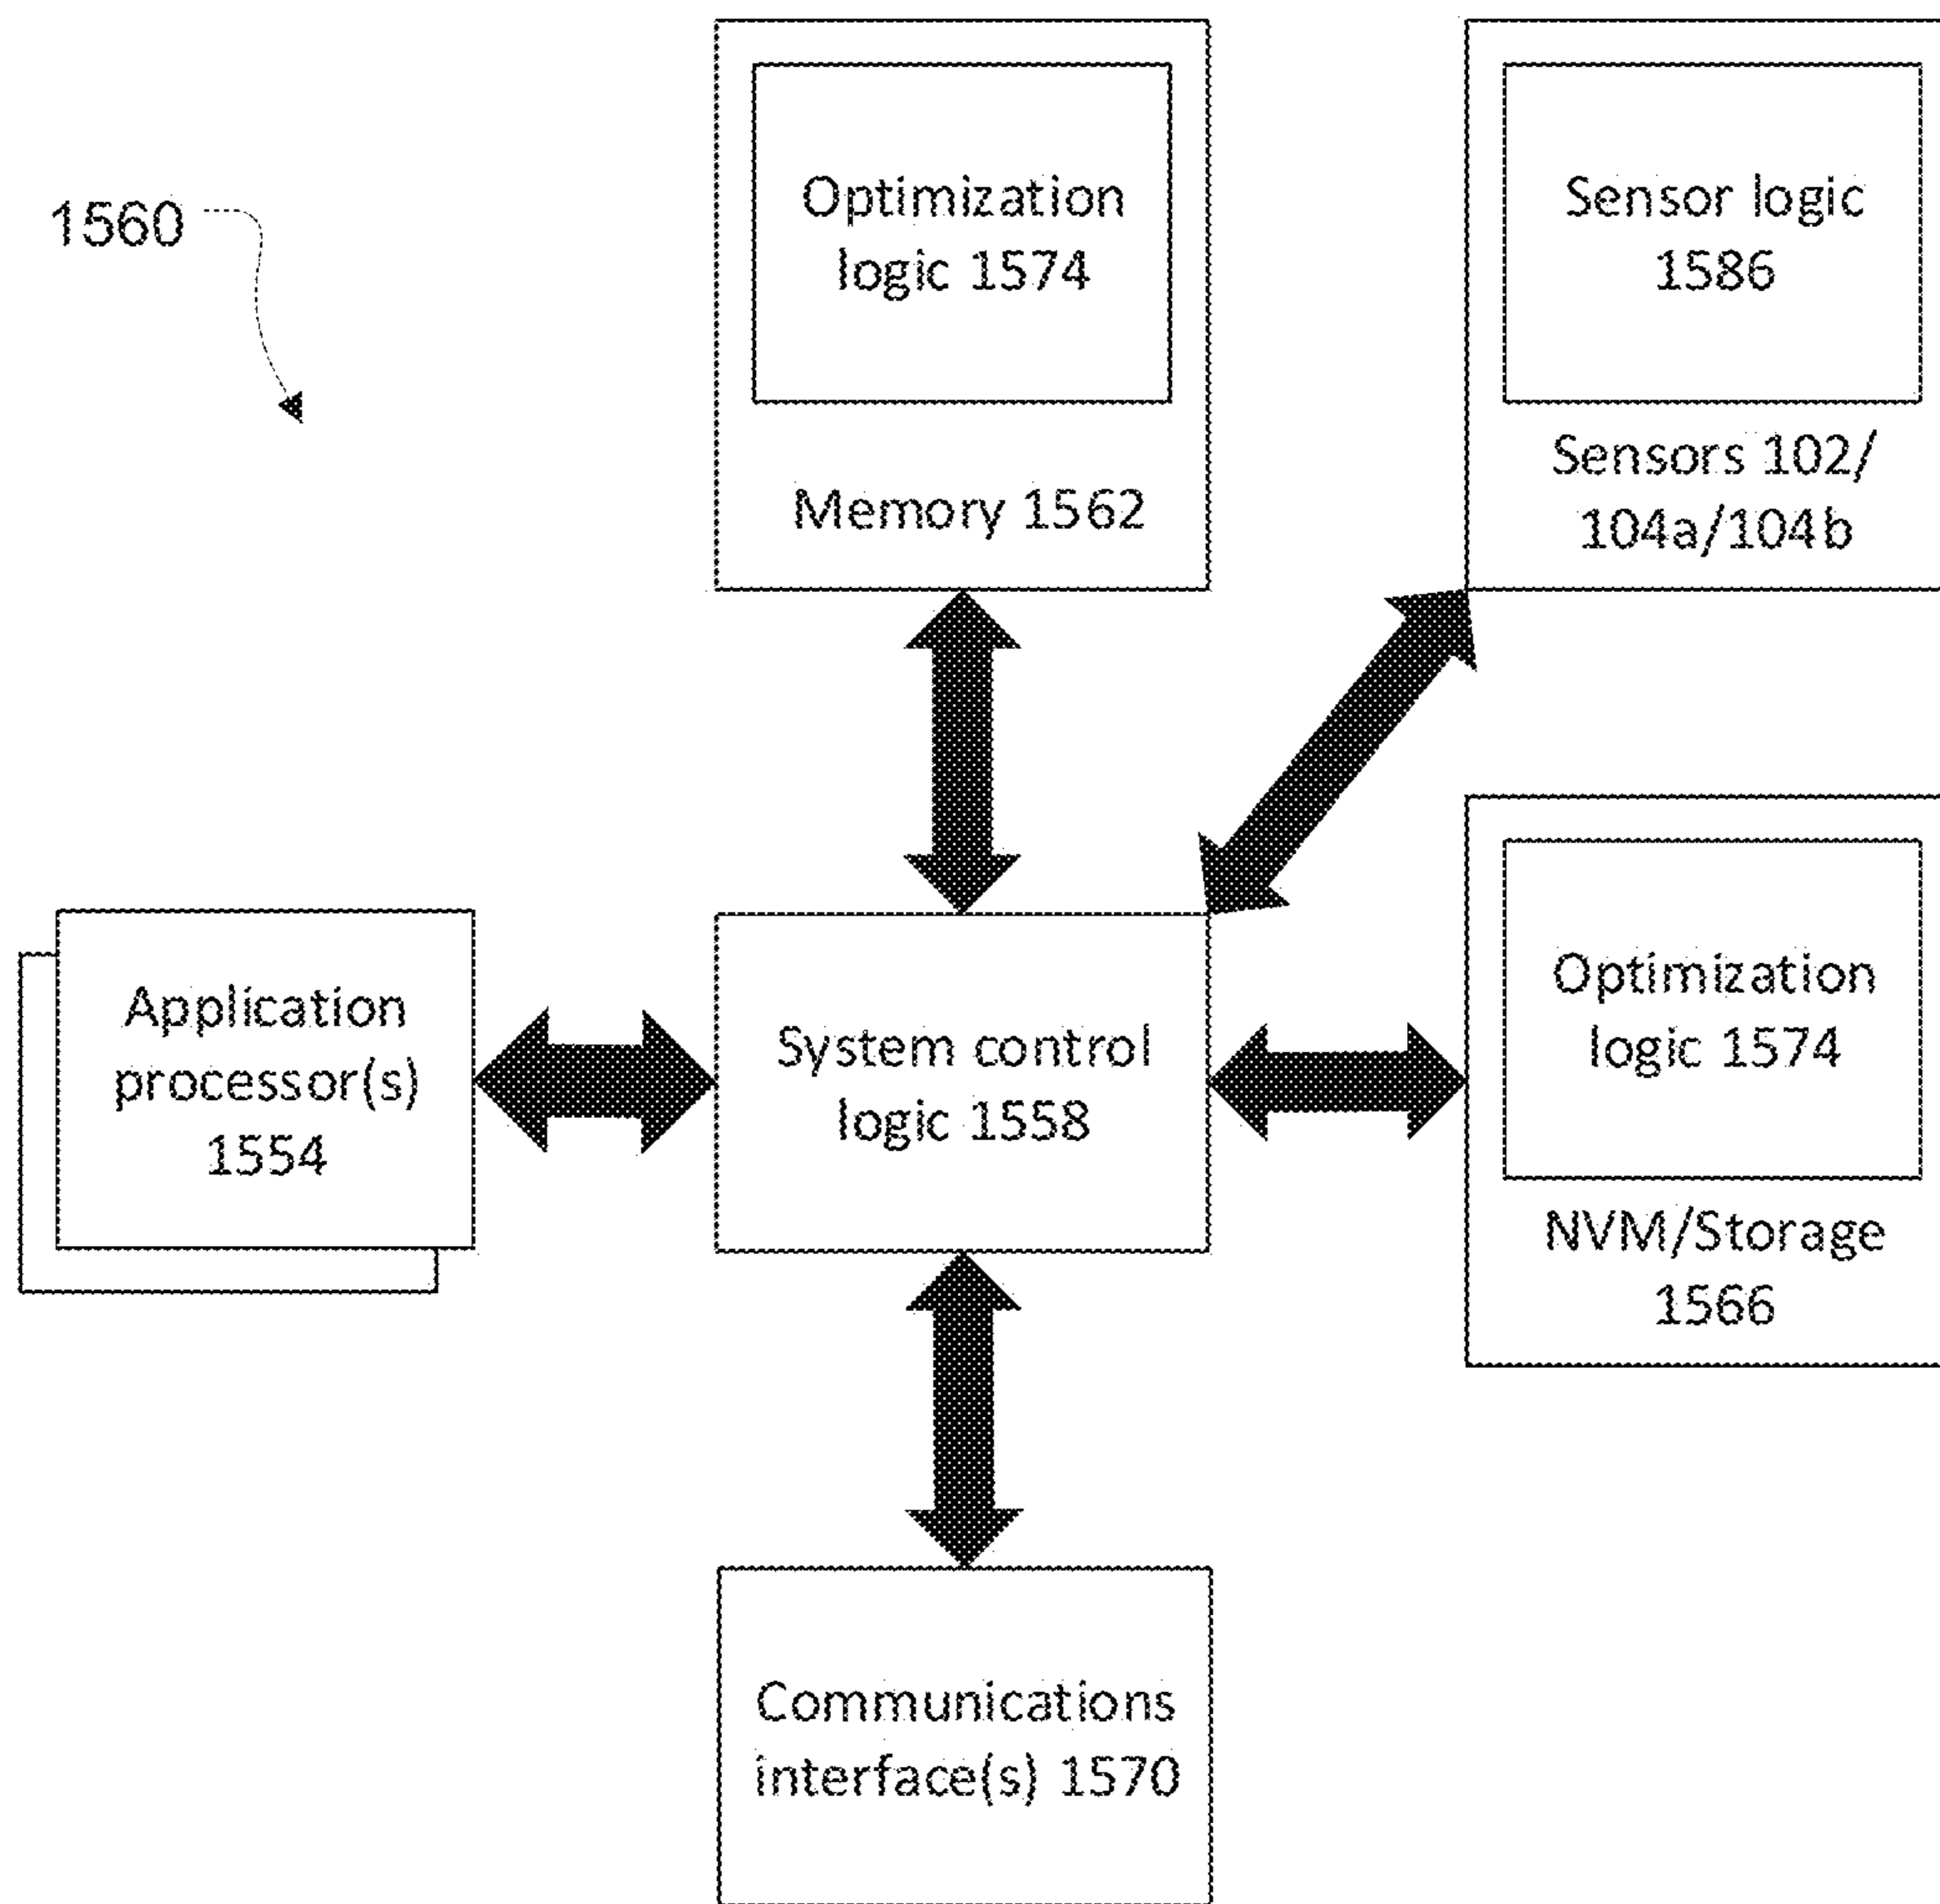 1560
Optimization
logic 1574
Memory 1562
Sensor logic
1586
Sensors 102/
104a/104b
Application
processor(s)
1554
System control
logic 1558
Optimization
logic 1574
NVM/Storage
1566
Communications
interface(s) 1570